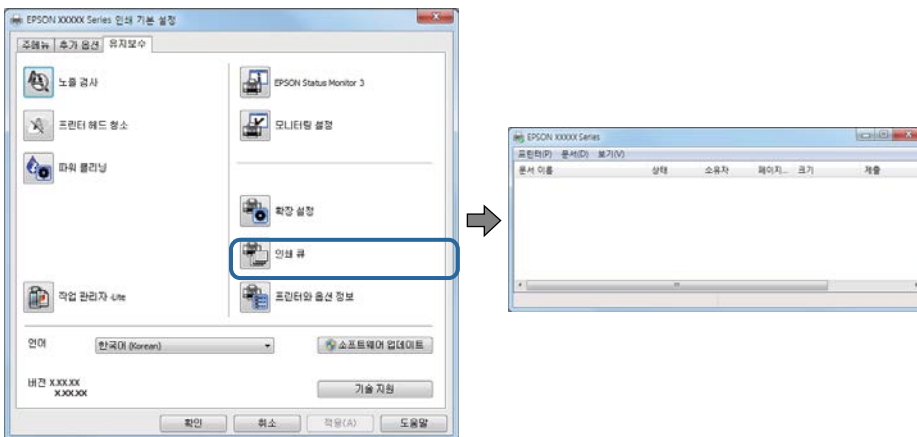 EPSON XXXXX Series 인쇄 기본 설정
주메뉴 추가 옵션 유지보수
노즐 검사
EPSON Status Monitor 3
프린터 헤드 청소
모니터링 설정
파워 클리닝
확장 설정
인쇄 큐
작업 관리자 -Lite
프린터와 옵션 정보
언어 한국어 (Korean) 소프트웨어 업데이트
버전 X.XX.XX
X.XX.XX
기술 지원
확인 취소 적용(A) 도움말
EPSON XXXXX Series
프린터(P) 문서(D) 보기(V)
문서 이름 상태 소유자 페이지... 크기 제출